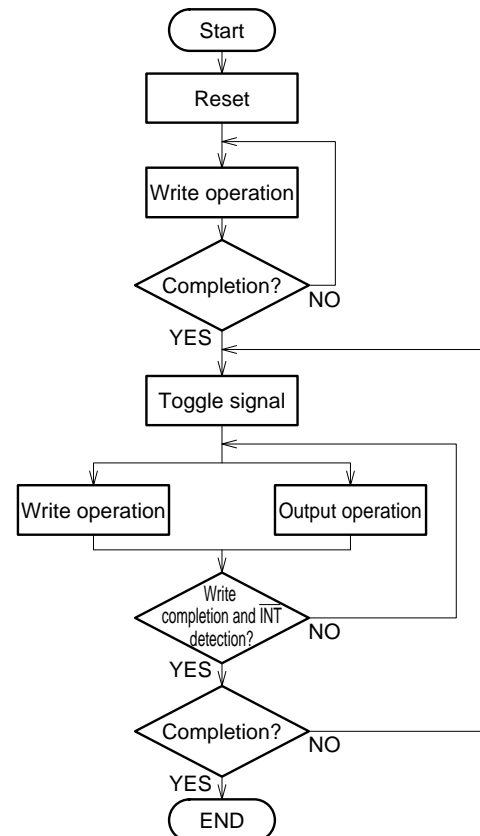 Start
Reset
Write operation
Completion?
NO
YES
Toggle signal
Write operation
Output operation
Write
completion and I̅N̅T̅
detection?
NO
YES
Completion?
NO
YES
END